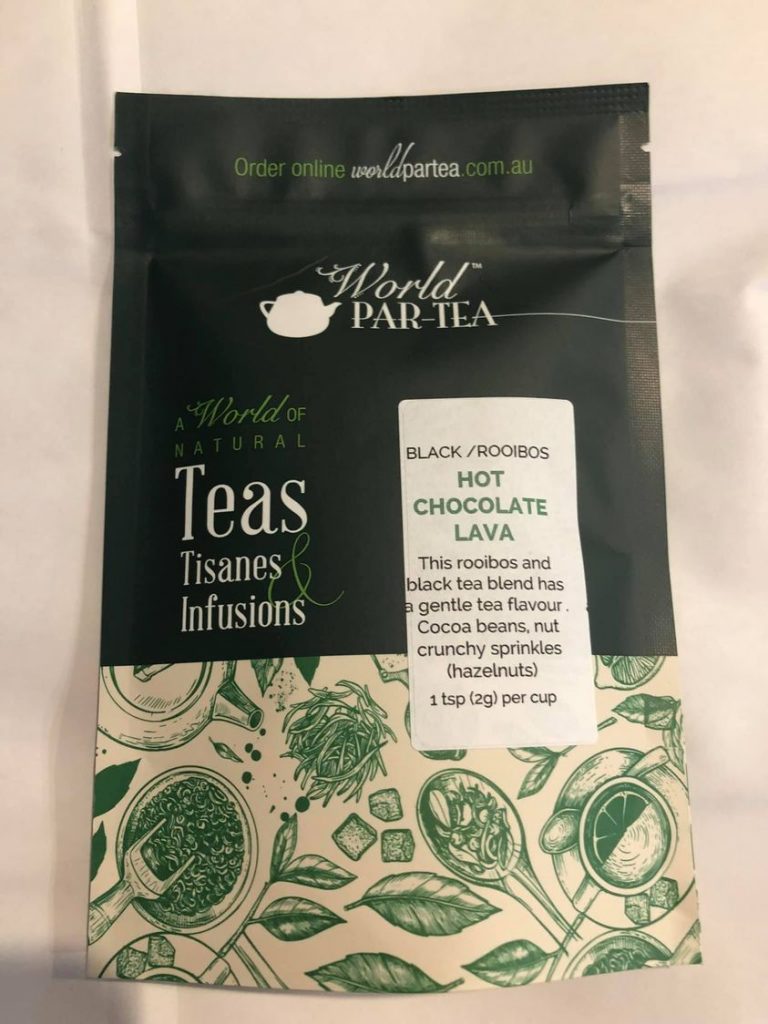 Order online worldpartea.com.au
World™
PAR-TEA
A World OF
NATURAL
Teas
Tisanes &
Infusions
BLACK /ROOIBOS
HOT
CHOCOLATE
LAVA
This rooibos and
black tea blend has
a gentle tea flavour .
Cocoa beans, nut
crunchy sprinkles
(hazelnuts)
1 tsp (2g) per cup